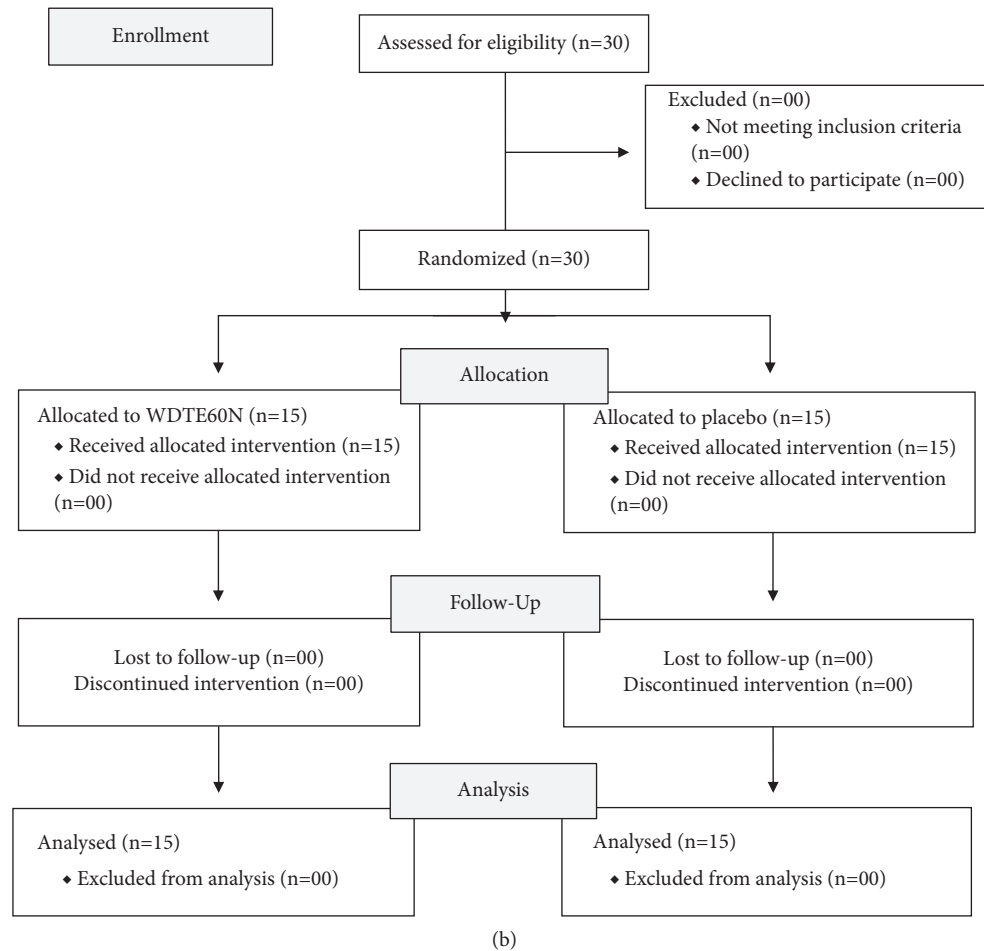 Enrollment
Assessed for eligibility (n=30)
Excluded (n=00)
◆ Not meeting inclusion criteria
(n=00)
◆ Declined to participate (n=00)
Randomized (n=30)
Allocation
Allocated to WDTE60N (n=15)
◆ Received allocated intervention (n=15)
◆ Did not receive allocated intervention
(n=00)
Allocated to placebo (n=15)
◆ Received allocated intervention (n=15)
◆ Did not receive allocated intervention
(n=00)
Follow-Up
Lost to follow-up (n=00)
Discontinued intervention (n=00)
Lost to follow-up (n=00)
Discontinued intervention (n=00)
Analysis
Analysed (n=15)
◆ Excluded from analysis (n=00)
Analysed (n=15)
◆ Excluded from analysis (n=00)
(b)